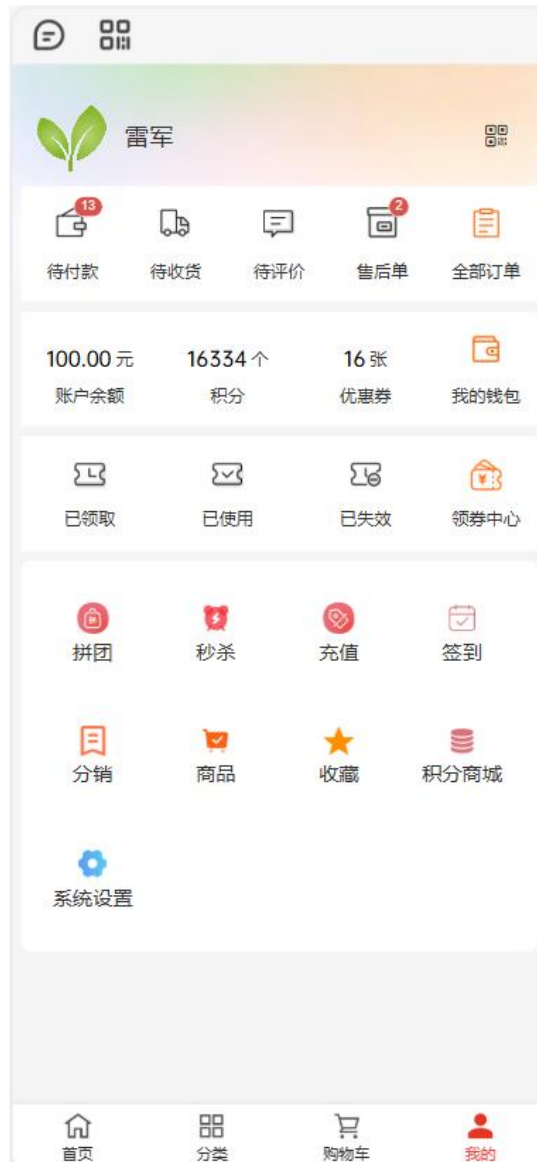 雷军
13
2
待付款 待收货 待评价 售后单 全部订单
100.00 元 16334 个 16 张
账户余额 积分 优惠券 我的钱包
已领取 已使用 已失效 领券中心
拼团 秒杀 充值 签到
分销 商品 收藏 积分商城
系统设置
首页 分类 购物车 我的